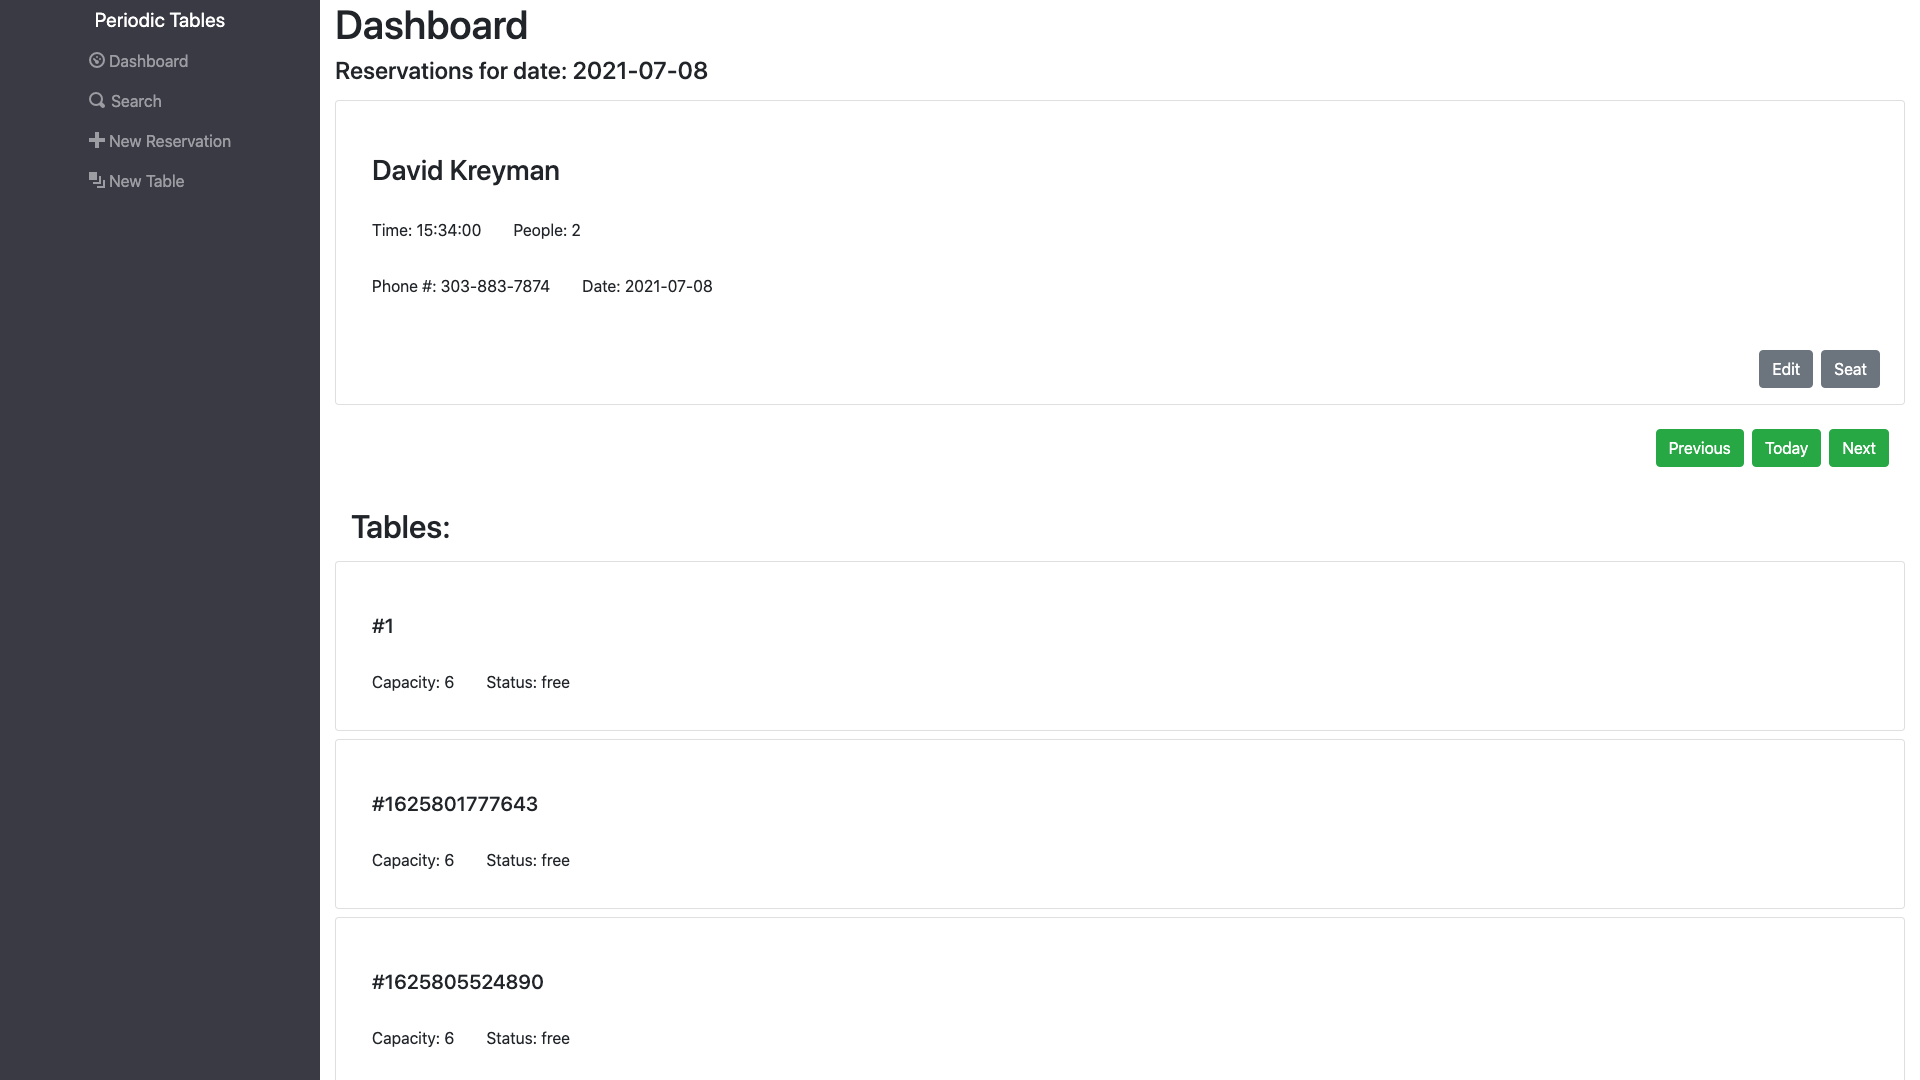 Periodic Tables
Dashboard
Search
New Reservation
New Table
Dashboard
Reservations for date: 2021-07-08
David Kreyman
Time: 15:34:00 People: 2
Phone #: 303-883-7874 Date: 2021-07-08
Edit Seat
Previous Today Next
Tables:
#1
Capacity: 6 Status: free
#1625801777643
Capacity: 6 Status: free
#1625805524890
Capacity: 6 Status: free